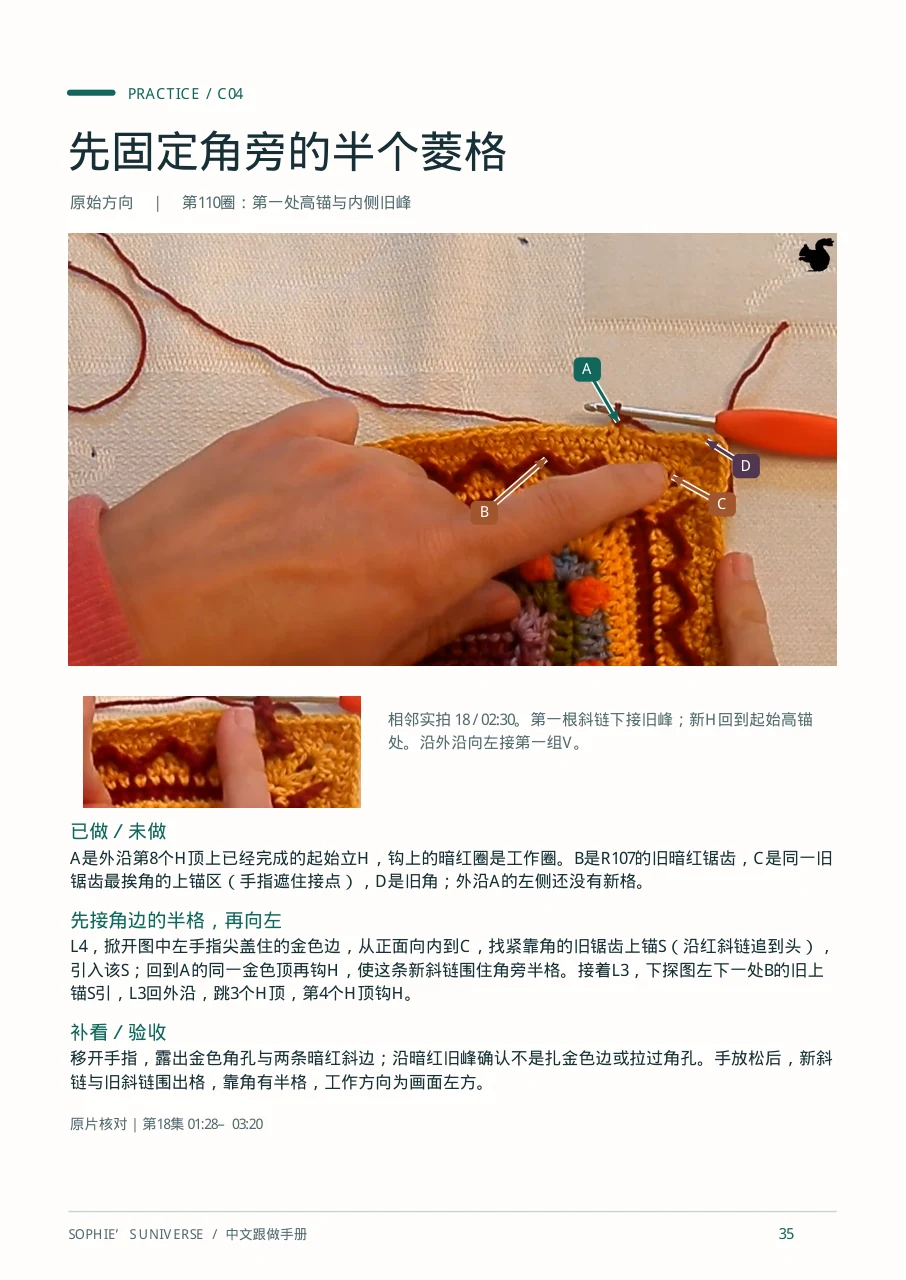 PRACTICE / C04
先固定角旁的半个菱格
原始方向 | 第110圈：第一处高锚与内侧旧峰
A
D
C
B
相邻实拍 18 / 02:30。第一根斜链下接旧峰；新H回到起始高锚
处。沿外沿向左接第一组V。
已做 / 未做
A是外沿第8个H顶上已经完成的起始立H，钩上的暗红圈是工作圈。B是R107的旧暗红锯齿，C是同一旧
锯齿最挨角的上锚区（手指遮住接点），D是旧角；外沿A的左侧还没有新格。
先接角边的半格，再向左
L4，掀开图中左手指尖盖住的金色边，从正面向内到C，找紧靠角的旧锯齿上锚S（沿红斜链追到头），
引入该S；回到A的同一金色顶再钩H，使这条新斜链围住角旁半格。接着L3，下探图左下一处B的旧上
锚S引，L3回外沿，跳3个H顶，第4个H顶钩H。
补看 / 验收
移开手指，露出金色角孔与两条暗红斜边；沿暗红旧峰确认不是扎金色边或拉过角孔。手放松后，新斜
链与旧斜链围出格，靠角有半格，工作方向为画面左方。
原片核对 | 第18集 01:28– 03:20
SOPHIE’ S UNIVERSE / 中文跟做手册
35